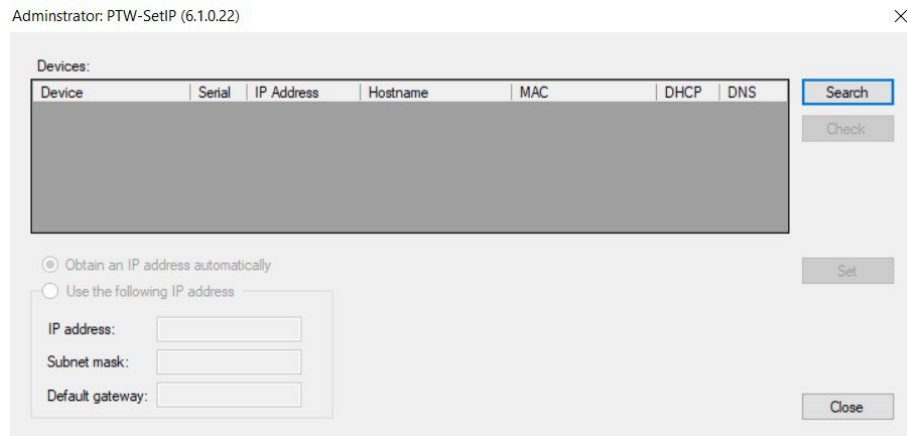 Adminstrator: PTW-SetIP (6.1.0.22)
Devices:
Device Serial IP Address Hostname MAC DHCP DNS
Search
Check
Obtain an IP address automatically
Set
Use the following IP address
IP address:
Subnet mask:
Default gateway:
Close